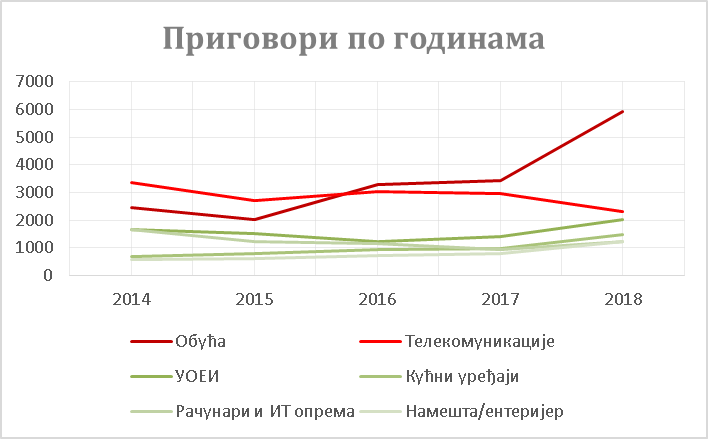 Приговори по годинама
7000
6000
5000
4000
3000
2000
1000
0
2014 2015 2016 2017 2018
Обућа Телекомуникације
УОЕИ Кућни уређаји
Рачунари и ИТ опрема Намешта/ентеријер